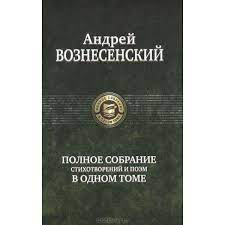 Андрей
ВОЗНЕСЕНСКИЙ
ПОЛНОЕ СОБРАНИЕ
СТИХОТВОРЕНИЙ И ПОЭМ
В ОДНОМ ТОМЕ